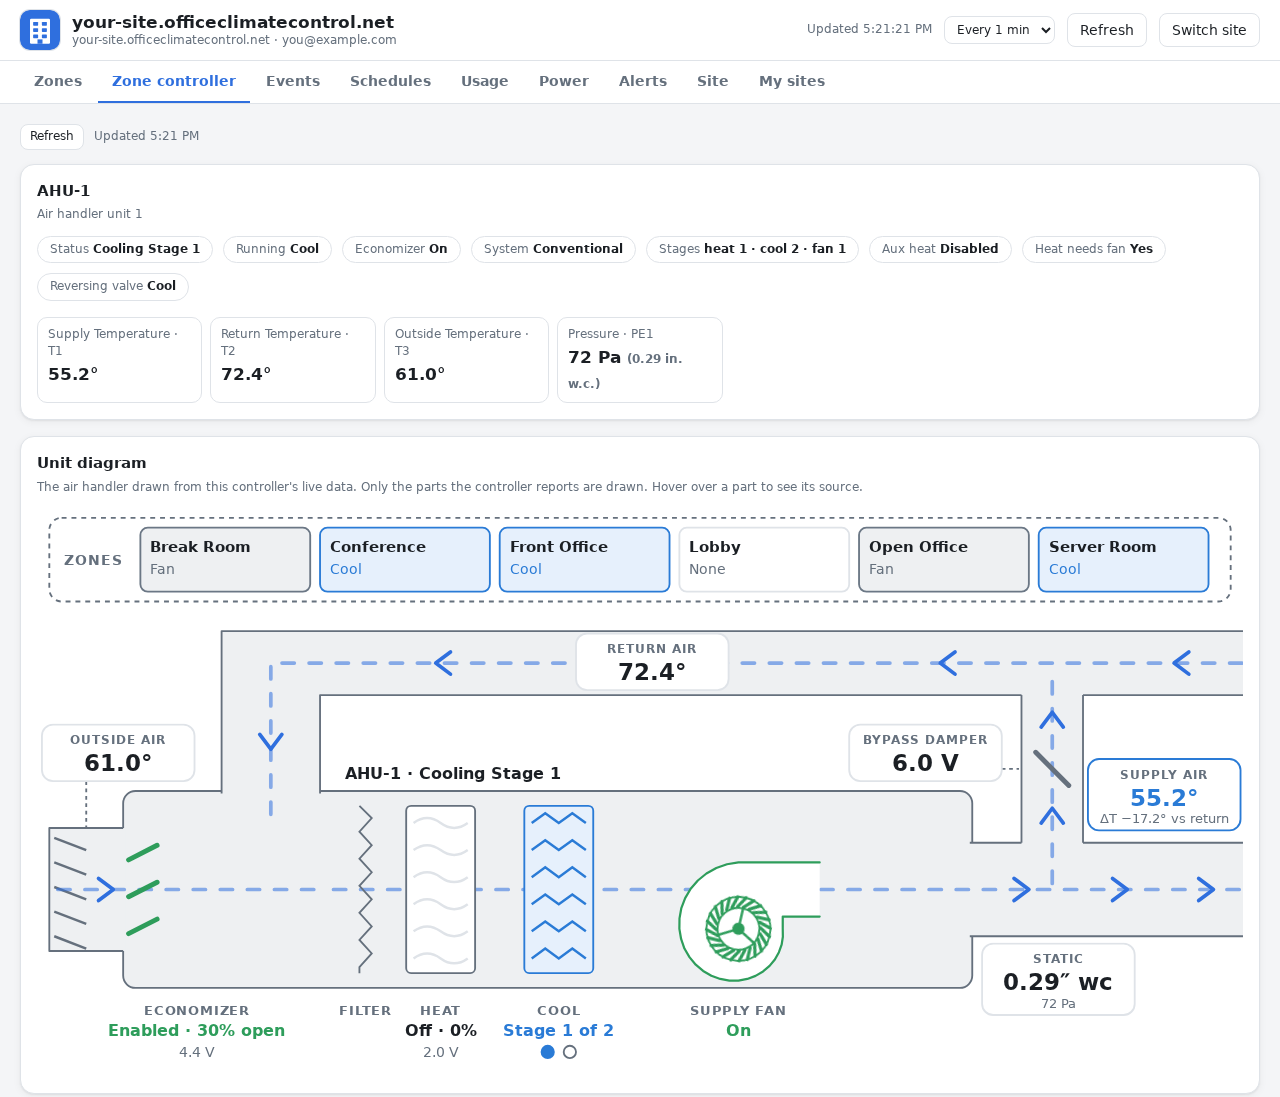 your-site.officeclimatecontrol.net
your-site.officeclimatecontrol.net · you@example.com
Updated 5:21:21 PM
Every 1 min
Refresh
Switch site
Zones
Zone controller
Events
Schedules
Usage
Power
Alerts
Site
My sites
Refresh
Updated 5:21 PM
AHU-1
Air handler unit 1
Status Cooling Stage 1
Running Cool
Economizer On
System Conventional
Stages heat 1 · cool 2 · fan 1
Aux heat Disabled
Heat needs fan Yes
Reversing valve Cool
Supply Temperature ·
T1
55.2°
Return Temperature ·
T2
72.4°
Outside Temperature ·
T3
61.0°
Pressure · PE1
72 Pa (0.29 in.
w.c.)
Unit diagram
The air handler drawn from this controller's live data. Only the parts the controller reports are drawn. Hover over a part to see its source.
ZONES
Break Room
Fan
Conference
Cool
Front Office
Cool
Lobby
None
Open Office
Fan
Server Room
Cool
RETURN AIR
72.4°
OUTSIDE AIR
61.0°
BYPASS DAMPER
6.0 V
SUPPLY AIR
55.2°
ΔT −17.2° vs return
AHU-1 · Cooling Stage 1
STATIC
0.29″ wc
72 Pa
ECONOMIZER
Enabled · 30% open
4.4 V
FILTER
HEAT
Off · 0%
2.0 V
COOL
Stage 1 of 2
SUPPLY FAN
On